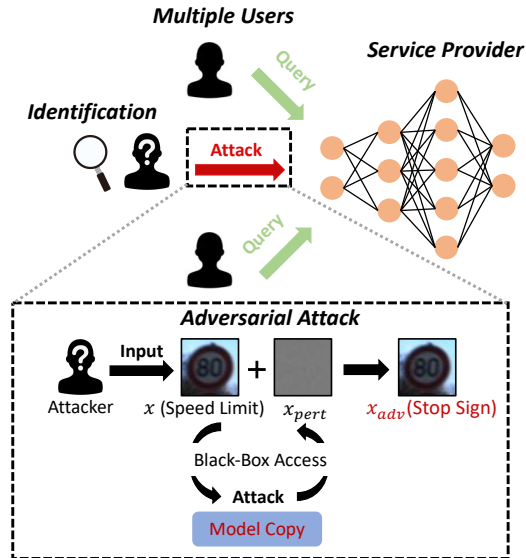 Multiple Users
Service Provider
Query
Identification
?
Attack
Query
Adversarial Attack
Input
80
+
80
?
Attacker
x (Speed Limit)
x_pert
x_adv(Stop Sign)
Black-Box Access
Attack
Model Copy